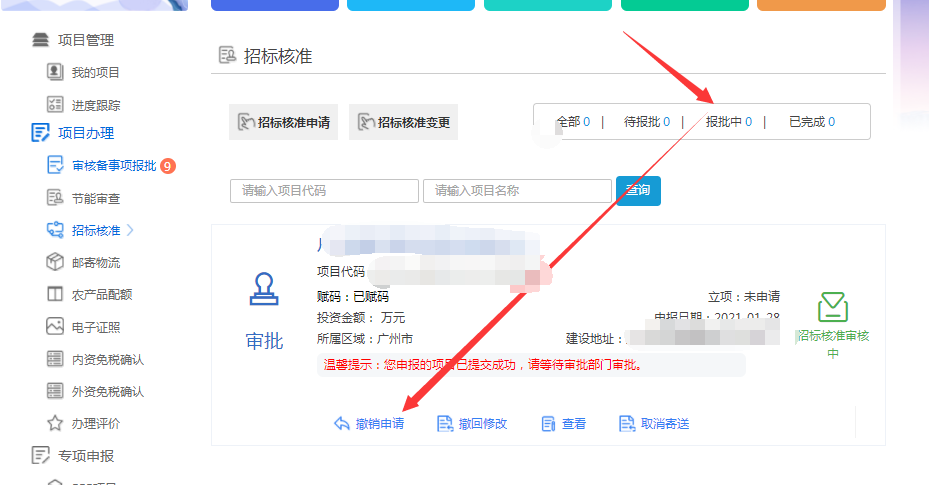 项目管理
我的项目
进度跟踪
项目办理
审核备事项报批 9
节能审查
招标核准
邮寄物流
农产品配额
电子证照
内资免税确认
外资免税确认
办理评价
专项申报
招标核准
招标核准申请 招标核准变更
全部 0 | 待报批 0 | 报批中 0 | 已完成 0
请输入项目代码 请输入项目名称 查询
审批
项目代码
赋码：已赋码 立项：未申请
投资金额： 万元 申报日期：2021-01-28
所属区域：广州市 建设地址：
温馨提示：您申报的项目已提交成功，请等待审批部门审批。
招标核准审核
中
撤销申请 撤回修改 查看 取消寄送